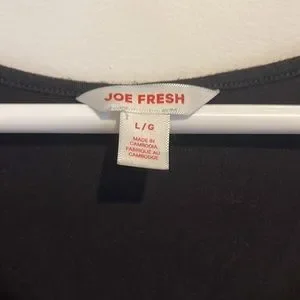 JOE FRESH
L/G
MADE IN
CAMBODIA
FABRIQUÉ AU
CAMBODGE